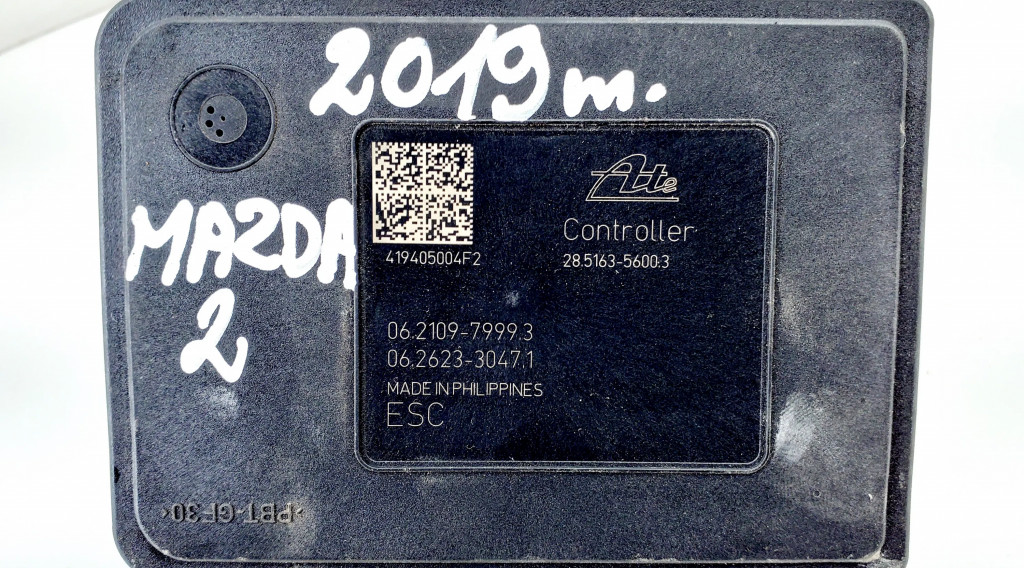 2019 m.
MAZDA
2
Ate
Controller
419405004F2
28.5163-5600.3
06.2109-7999.3
06.2623-3047.1
MADE IN PHILIPPINES
ESC
>PBT-GF30<